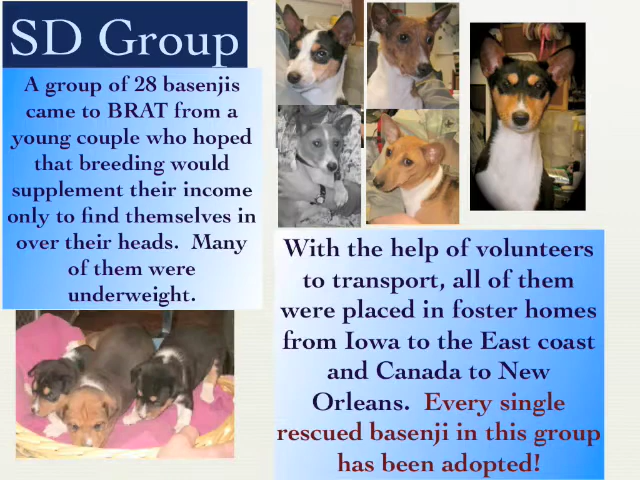 SD Group
A group of 28 basenjis
came to BRAT from a
young couple who hoped
that breeding would
supplement their income
only to find themselves in
over their heads.  Many
of them were
underweight.
With the help of volunteers
to transport, all of them
were placed in foster homes
from Iowa to the East coast
and Canada to New
Orleans.  Every single
rescued basenji in this group
has been adopted!